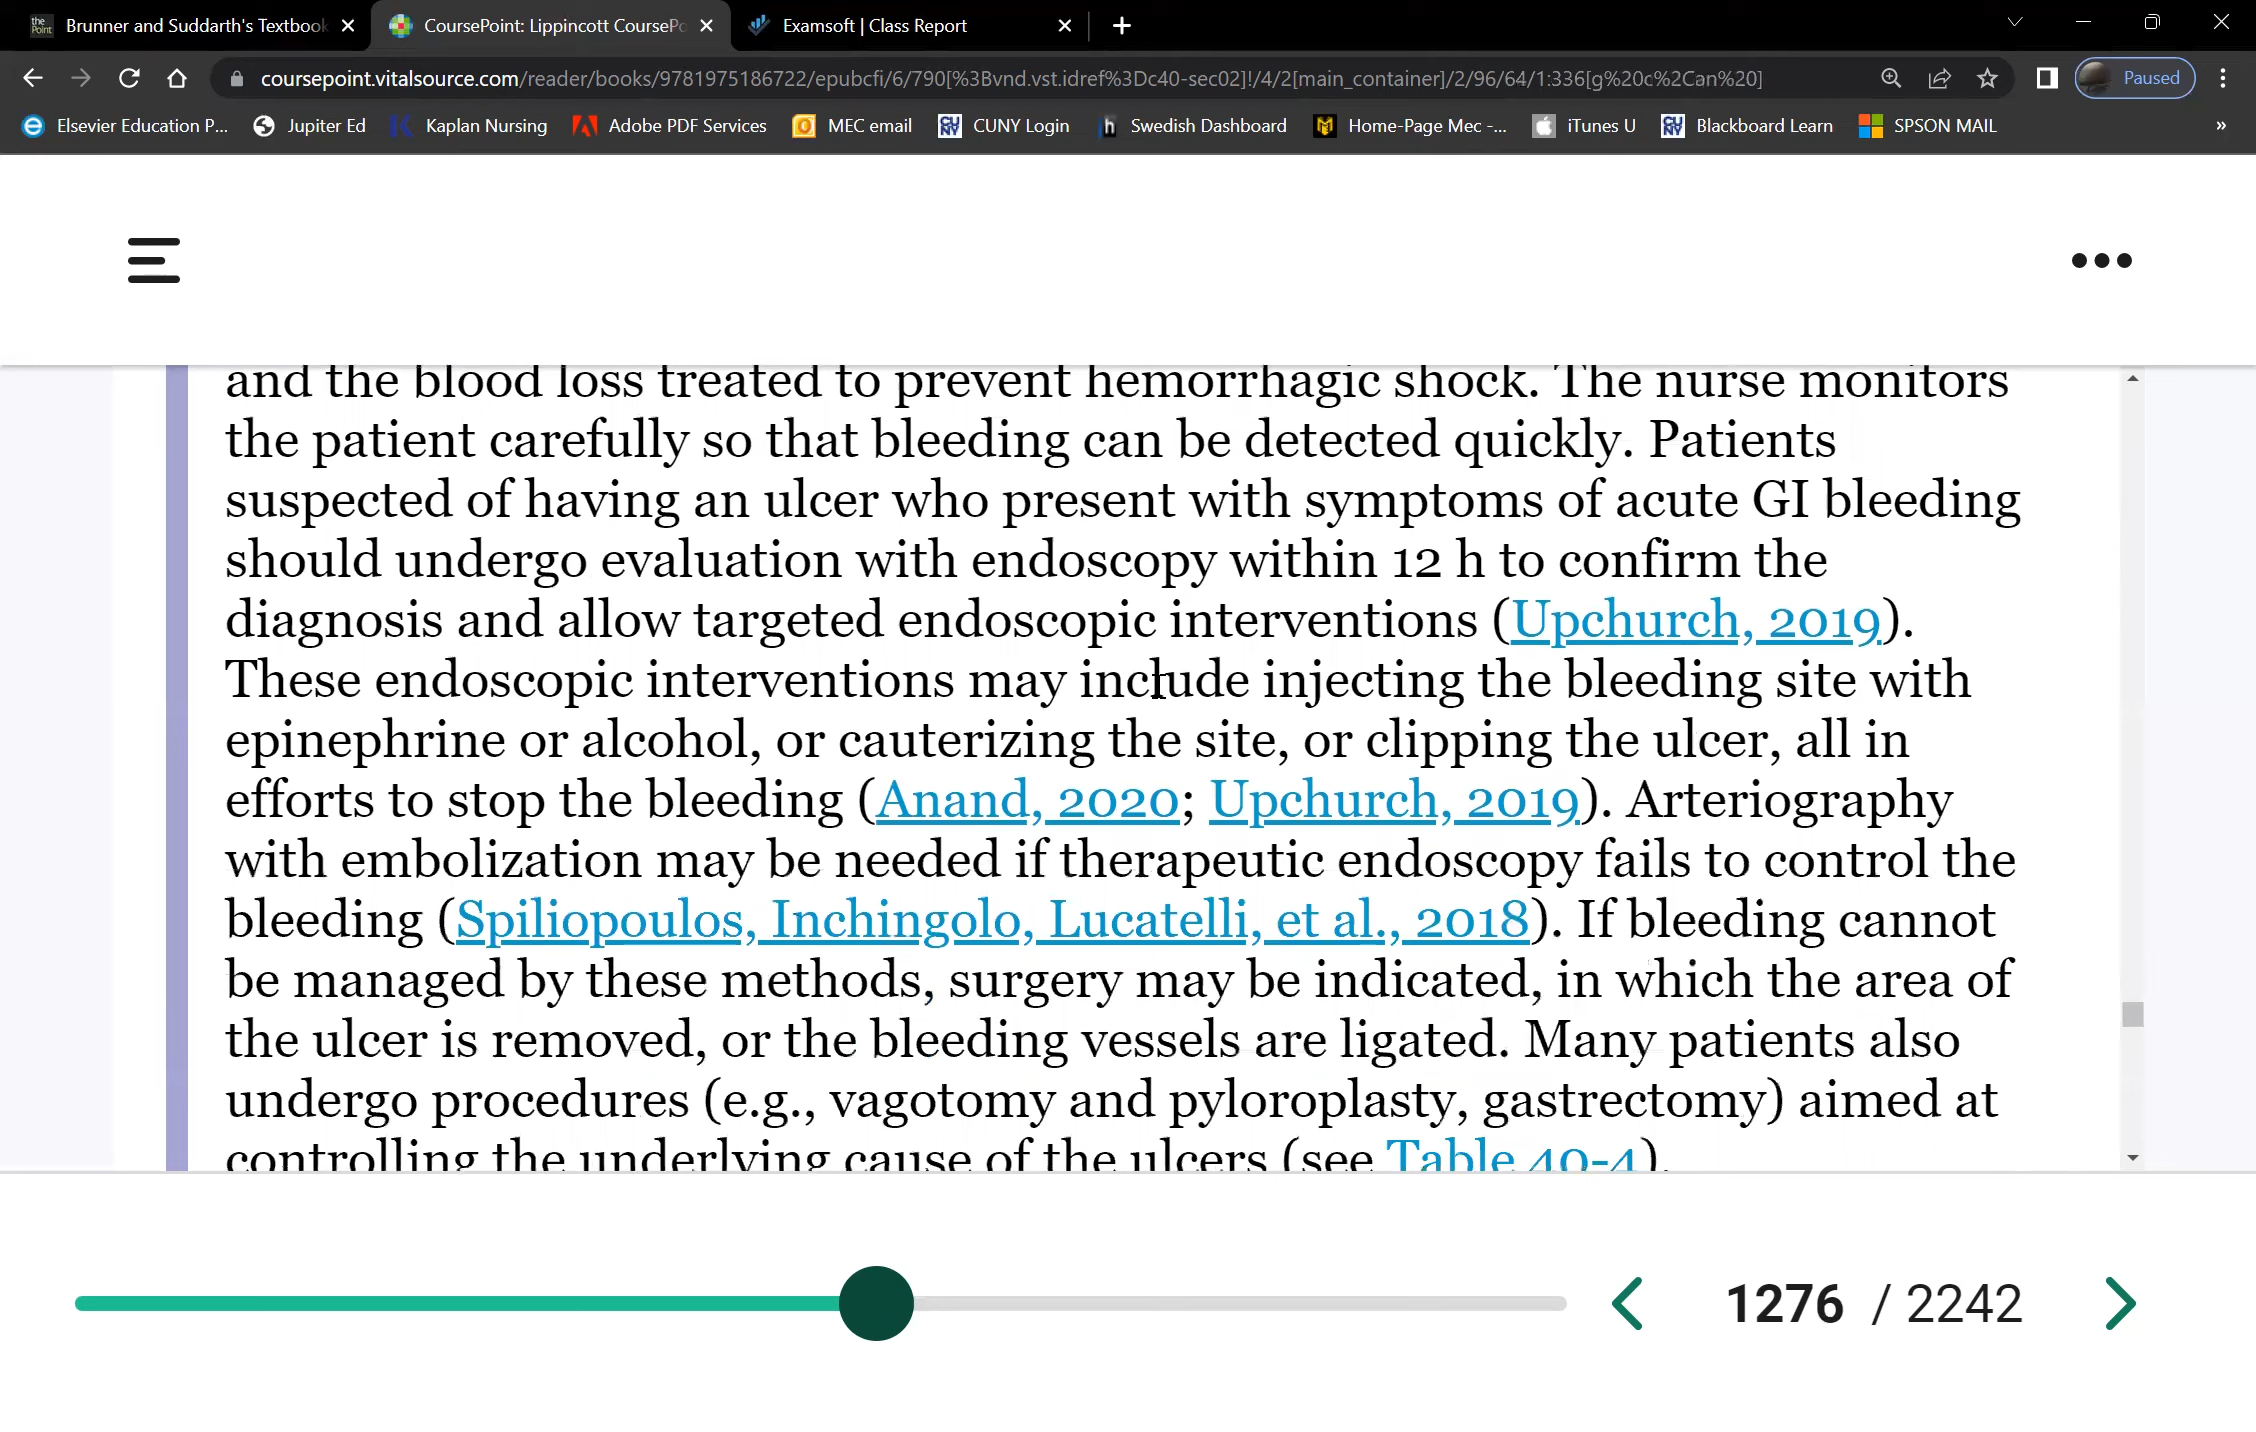 the Point
Brunner and Suddarth's Textbook
CoursePoint: Lippincott CoursePo
Examsoft | Class Report
coursepoint.vitalsource.com/reader/books/9781975186722/epubcfi/6/790[%3Bvnd.vst.idref%3Dc40-sec02]!/4/2[main_container]/2/96/64/1:336[g%20c%2Can%20]
Paused
Elsevier Education P...
Jupiter Ed
Kaplan Nursing
Adobe PDF Services
MEC email
CUNY Login
Swedish Dashboard
Home-Page Mec -...
iTunes U
Blackboard Learn
SPSON MAIL
»
and the blood loss treated to prevent hemorrhagic shock. The nurse monitors
the patient carefully so that bleeding can be detected quickly. Patients
suspected of having an ulcer who present with symptoms of acute GI bleeding
should undergo evaluation with endoscopy within 12 h to confirm the
diagnosis and allow targeted endoscopic interventions (Upchurch, 2019).
These endoscopic interventions may include injecting the bleeding site with
epinephrine or alcohol, or cauterizing the site, or clipping the ulcer, all in
efforts to stop the bleeding (Anand, 2020; Upchurch, 2019). Arteriography
with embolization may be needed if therapeutic endoscopy fails to control the
bleeding (Spiliopoulos, Inchingolo, Lucatelli, et al., 2018). If bleeding cannot
be managed by these methods, surgery may be indicated, in which the area of
the ulcer is removed, or the bleeding vessels are ligated. Many patients also
undergo procedures (e.g., vagotomy and pyloroplasty, gastrectomy) aimed at
controlling the underlying cause of the ulcers (see Table 40-4).
1276 / 2242